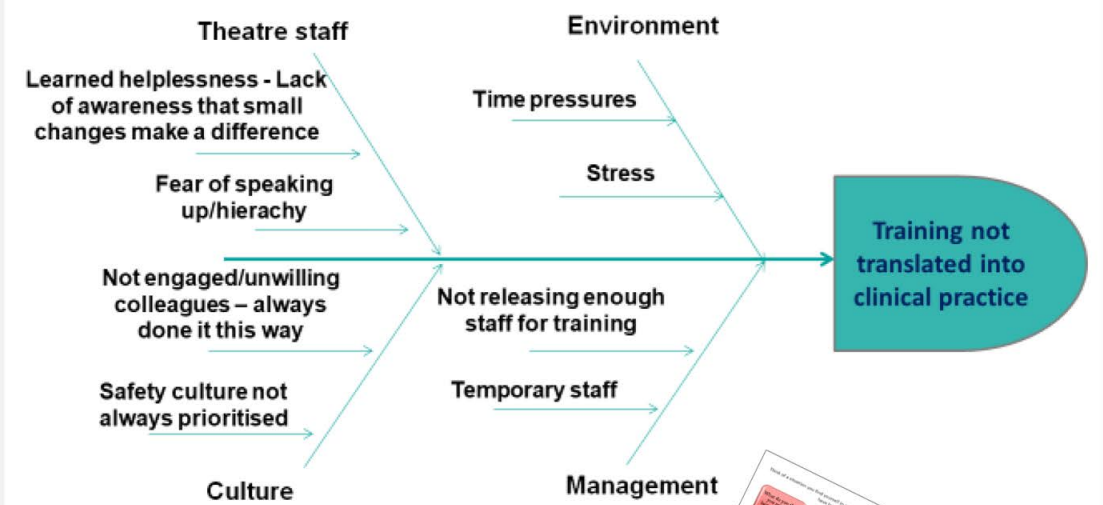 Theatre staff
Environment
Learned helplessness - Lack
of awareness that small
changes make a difference
Time pressures
Fear of speaking
up/hierachy
Stress
Training not
translated into
clinical practice
Not engaged/unwilling
colleagues – always
done it this way
Not releasing enough
staff for training
Safety culture not
always prioritised
Temporary staff
Culture
Management